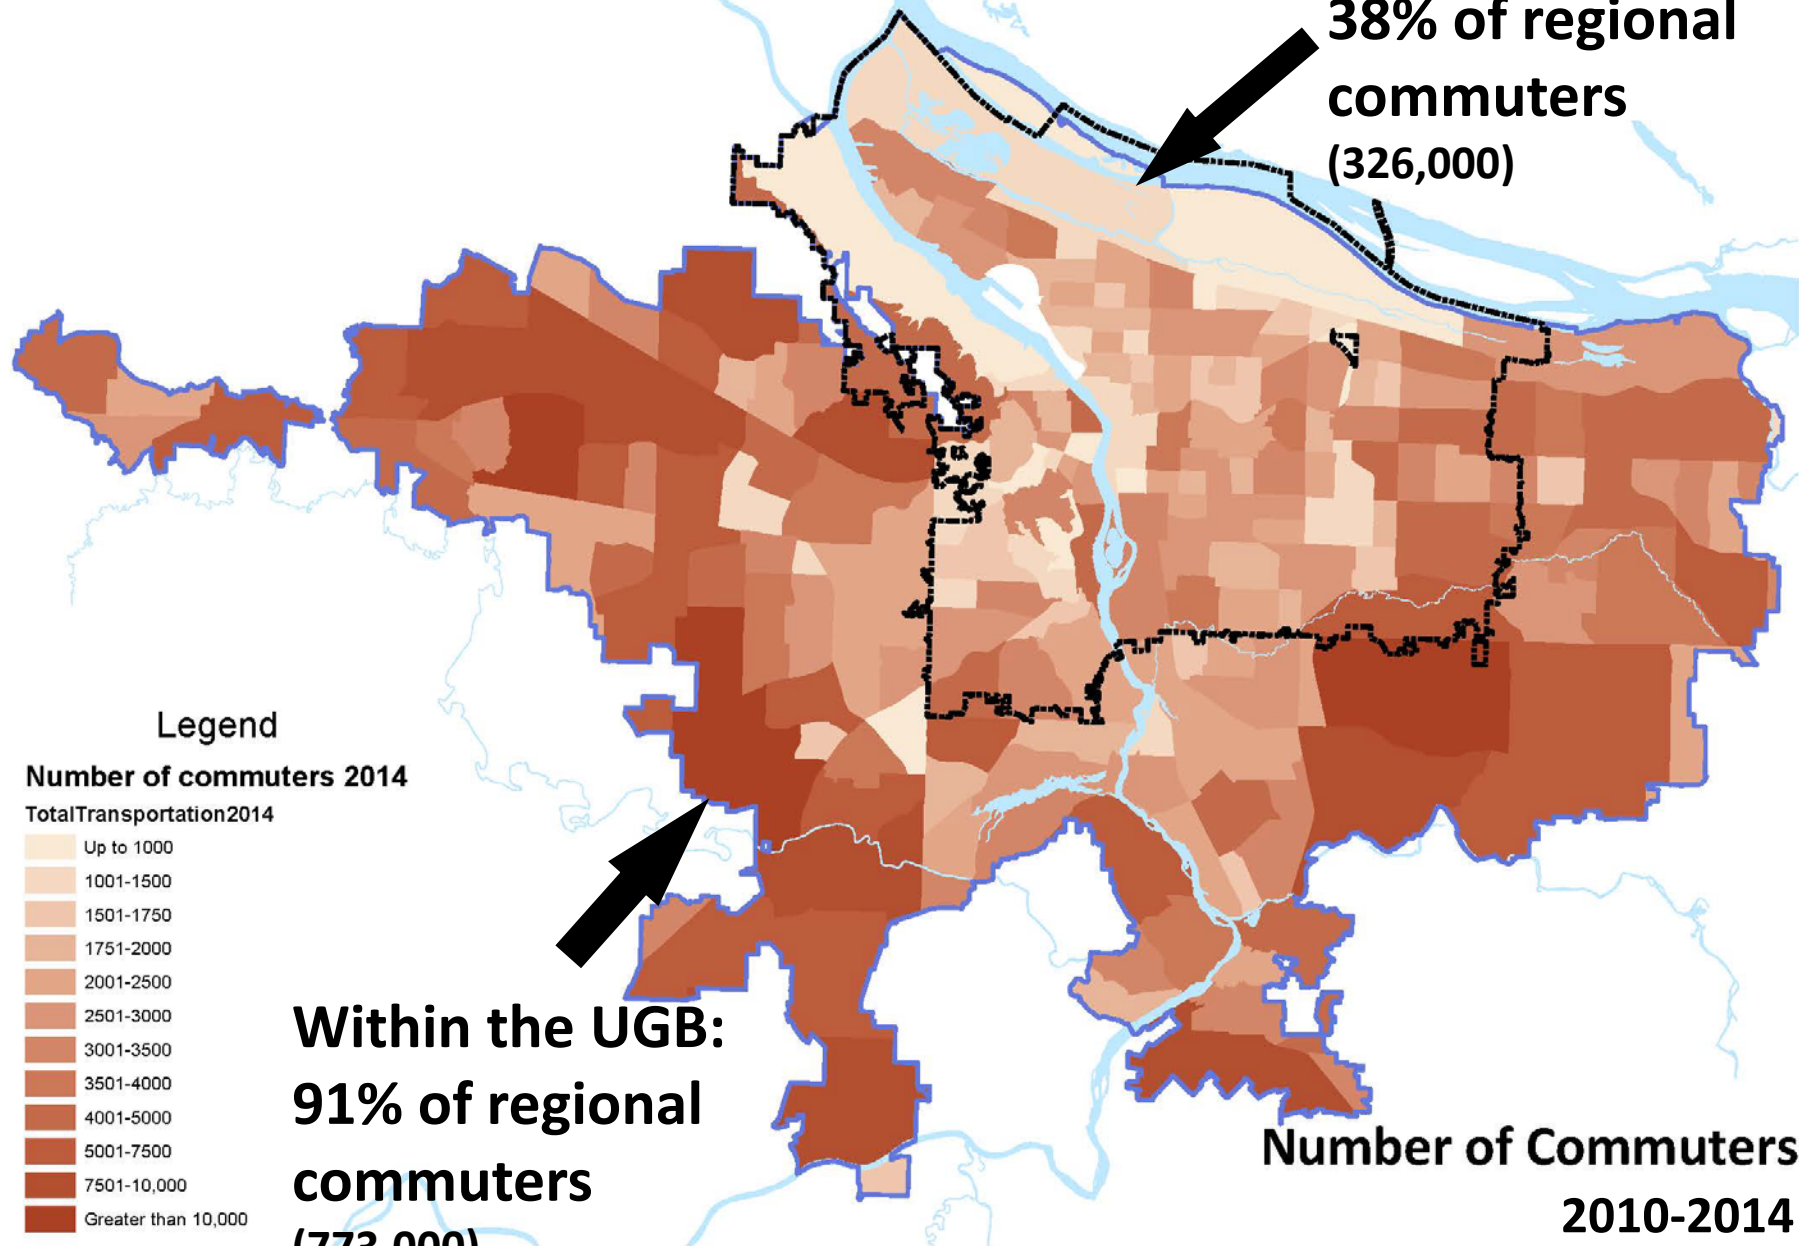 38% of regional
commuters
(326,000)
Legend
Number of commuters 2014
TotalTransportation2014
Up to 1000
1001-1500
1501-1750
1751-2000
2001-2500
2501-3000
3001-3500
3501-4000
4001-5000
5001-7500
7501-10,000
Greater than 10,000
Within the UGB:
91% of regional
commuters
(773,000)
Number of Commuters
2010-2014